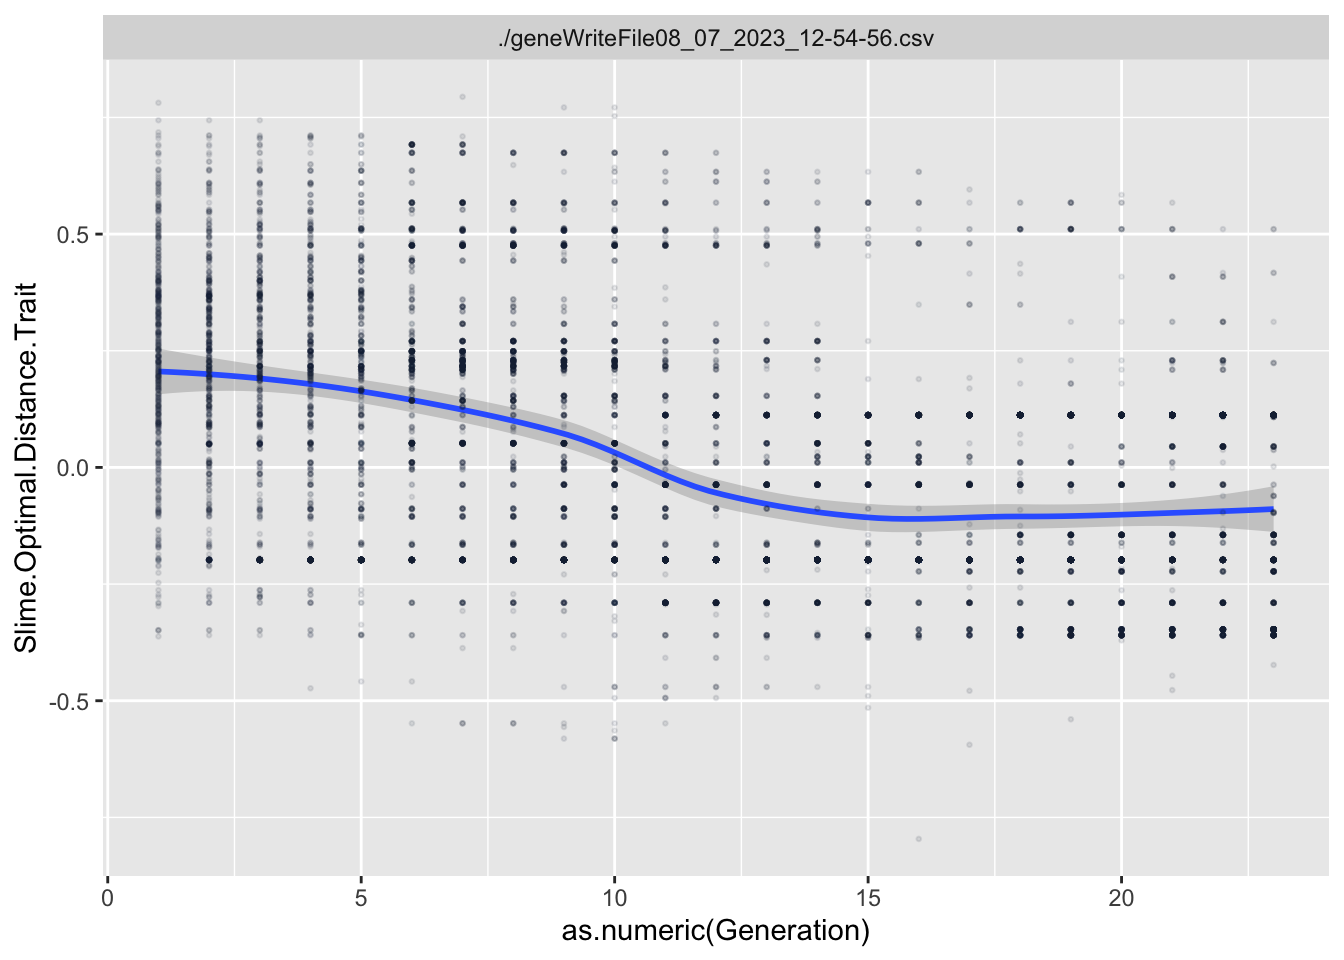 ./geneWriteFile08_07_2023_12-54-56.csv
Slime.Optimal.Distance.Trait
0.5
0.0
-0.5
0
5
10
15
20
as.numeric(Generation)